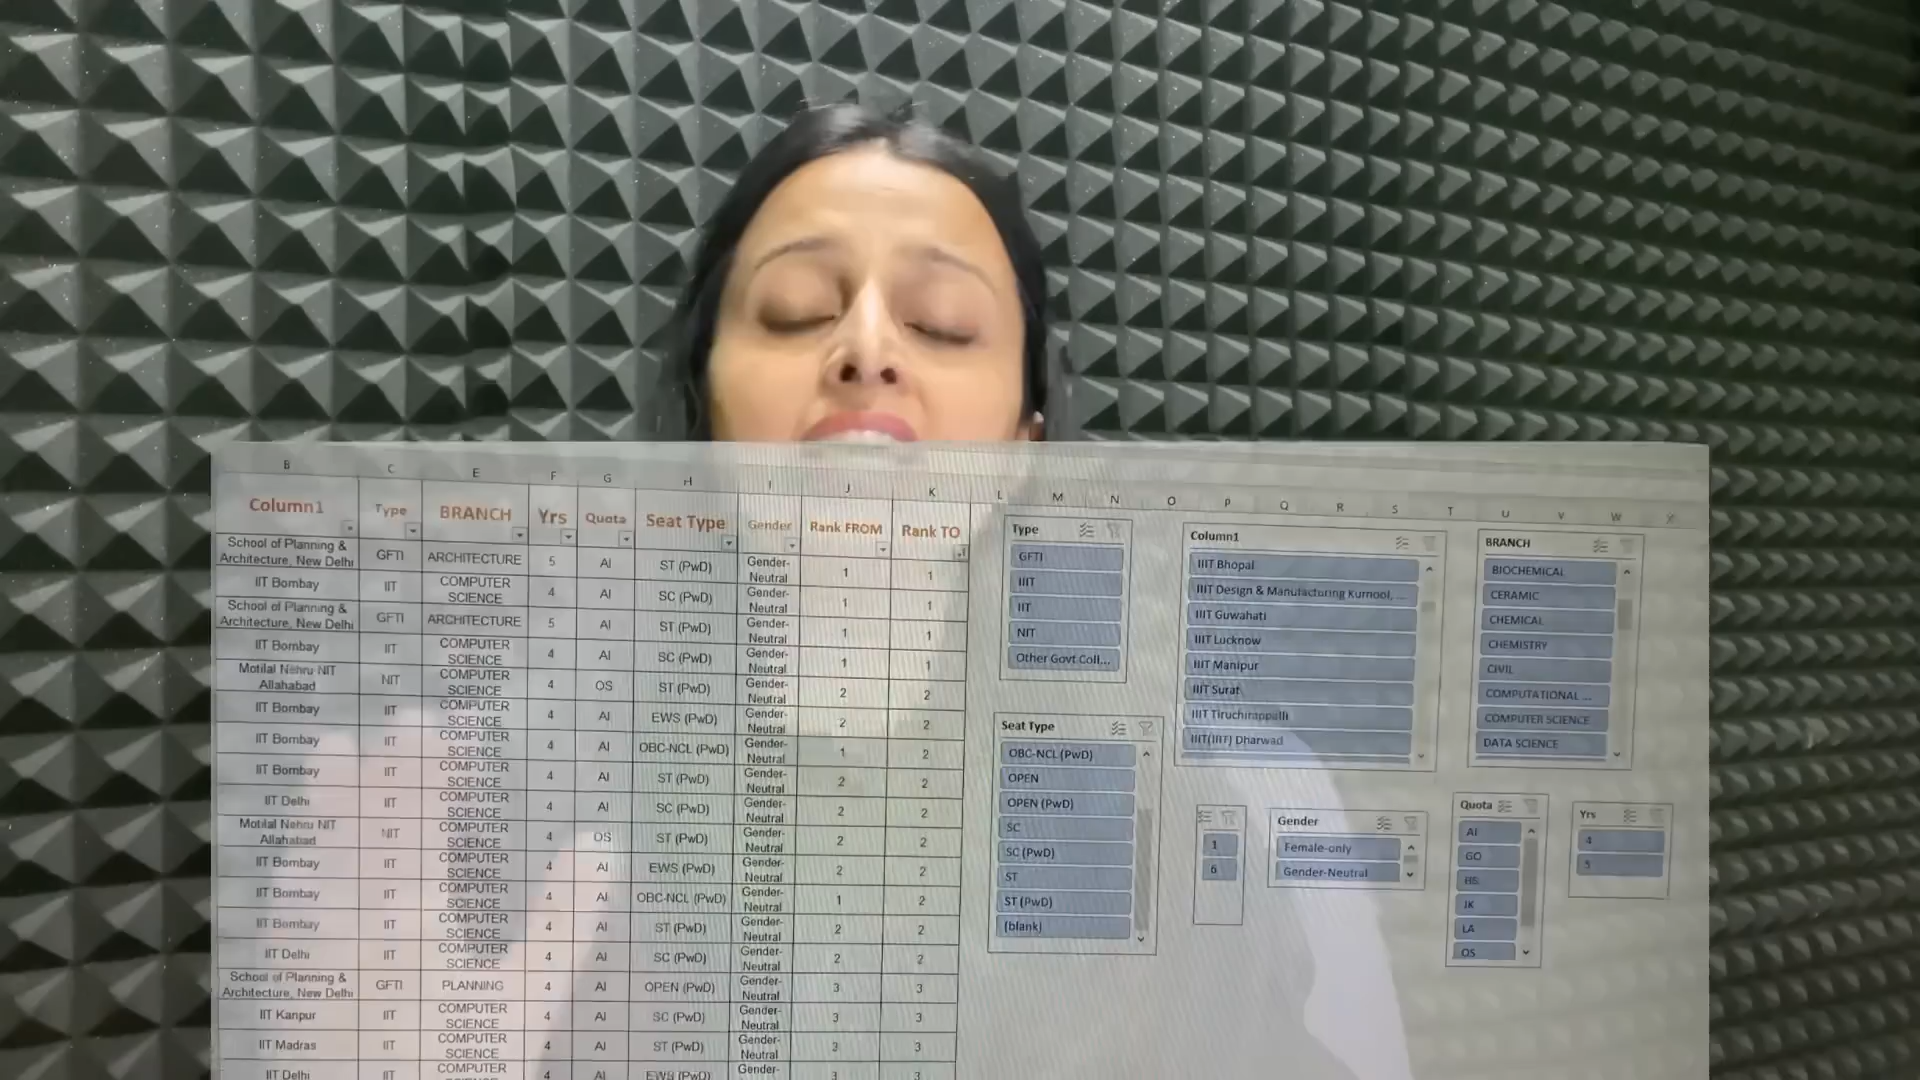 B C E F G H I J K L M N O P Q R S T U V W X
Column1 Type BRANCH Yrs Quota Seat Type Gender Rank FROM Rank TO
School of Planning & Architecture, New Delhi GFTI ARCHITECTURE 5 AI ST (PwD) Gender-Neutral 1 1
IIT Bombay IIT COMPUTER SCIENCE 4 AI SC (PwD) Gender-Neutral 1 1
School of Planning & Architecture, New Delhi GFTI ARCHITECTURE 5 AI ST (PwD) Gender-Neutral 1 1
IIT Bombay IIT COMPUTER SCIENCE 4 AI SC (PwD) Gender-Neutral 1 1
Motilal Nehru NIT Allahabad NIT COMPUTER SCIENCE 4 OS ST (PwD) Gender-Neutral 2 2
IIT Bombay IIT COMPUTER SCIENCE 4 AI EWS (PwD) Gender-Neutral 2 2
IIT Bombay IIT COMPUTER SCIENCE 4 AI OBC-NCL (PwD) Gender-Neutral 1 2
IIT Bombay IIT COMPUTER SCIENCE 4 AI ST (PwD) Gender-Neutral 2 2
IIT Delhi IIT COMPUTER SCIENCE 4 AI SC (PwD) Gender-Neutral 2 2
Motilal Nehru NIT Allahabad NIT COMPUTER SCIENCE 4 OS ST (PwD) Gender-Neutral 2 2
IIT Bombay IIT COMPUTER SCIENCE 4 AI EWS (PwD) Gender-Neutral 2 2
IIT Bombay IIT COMPUTER SCIENCE 4 AI OBC-NCL (PwD) Gender-Neutral 1 2
IIT Bombay IIT COMPUTER SCIENCE 4 AI ST (PwD) Gender-Neutral 2 2
IIT Delhi IIT COMPUTER SCIENCE 4 AI SC (PwD) Gender-Neutral 2 2
School of Planning & Architecture, New Delhi GFTI PLANNING 4 AI OPEN (PwD) Gender-Neutral 3 3
IIT Kanpur IIT COMPUTER SCIENCE 4 AI SC (PwD) Gender-Neutral 3 3
IIT Madras IIT COMPUTER SCIENCE 4 AI ST (PwD) Gender-Neutral 3 3
IIT Delhi IIT COMPUTER 4 AI EWS (PwD) Gender- 3 3
Type
GFTI
IIIT
IIT
NIT
Other Govt Coll...
Column1
IIIT Bhopal
IIIT Design & Manufacturing Kurnool, ...
IIIT Guwahati
IIIT Lucknow
IIIT Manipur
IIIT Surat
IIIT Tiruchirappalli
IIIT(IIIT) Dharwad
BRANCH
BIOCHEMICAL
CERAMIC
CHEMICAL
CHEMISTRY
CIVIL
COMPUTATIONAL ...
COMPUTER SCIENCE
DATA SCIENCE
Seat Type
OBC-NCL (PwD)
OPEN
OPEN (PwD)
SC
SC (PwD)
ST
ST (PwD)
(blank)
1
6
Gender
Female-only
Gender-Neutral
Quota
AI
GO
HS
JK
LA
OS
Yrs
4
5